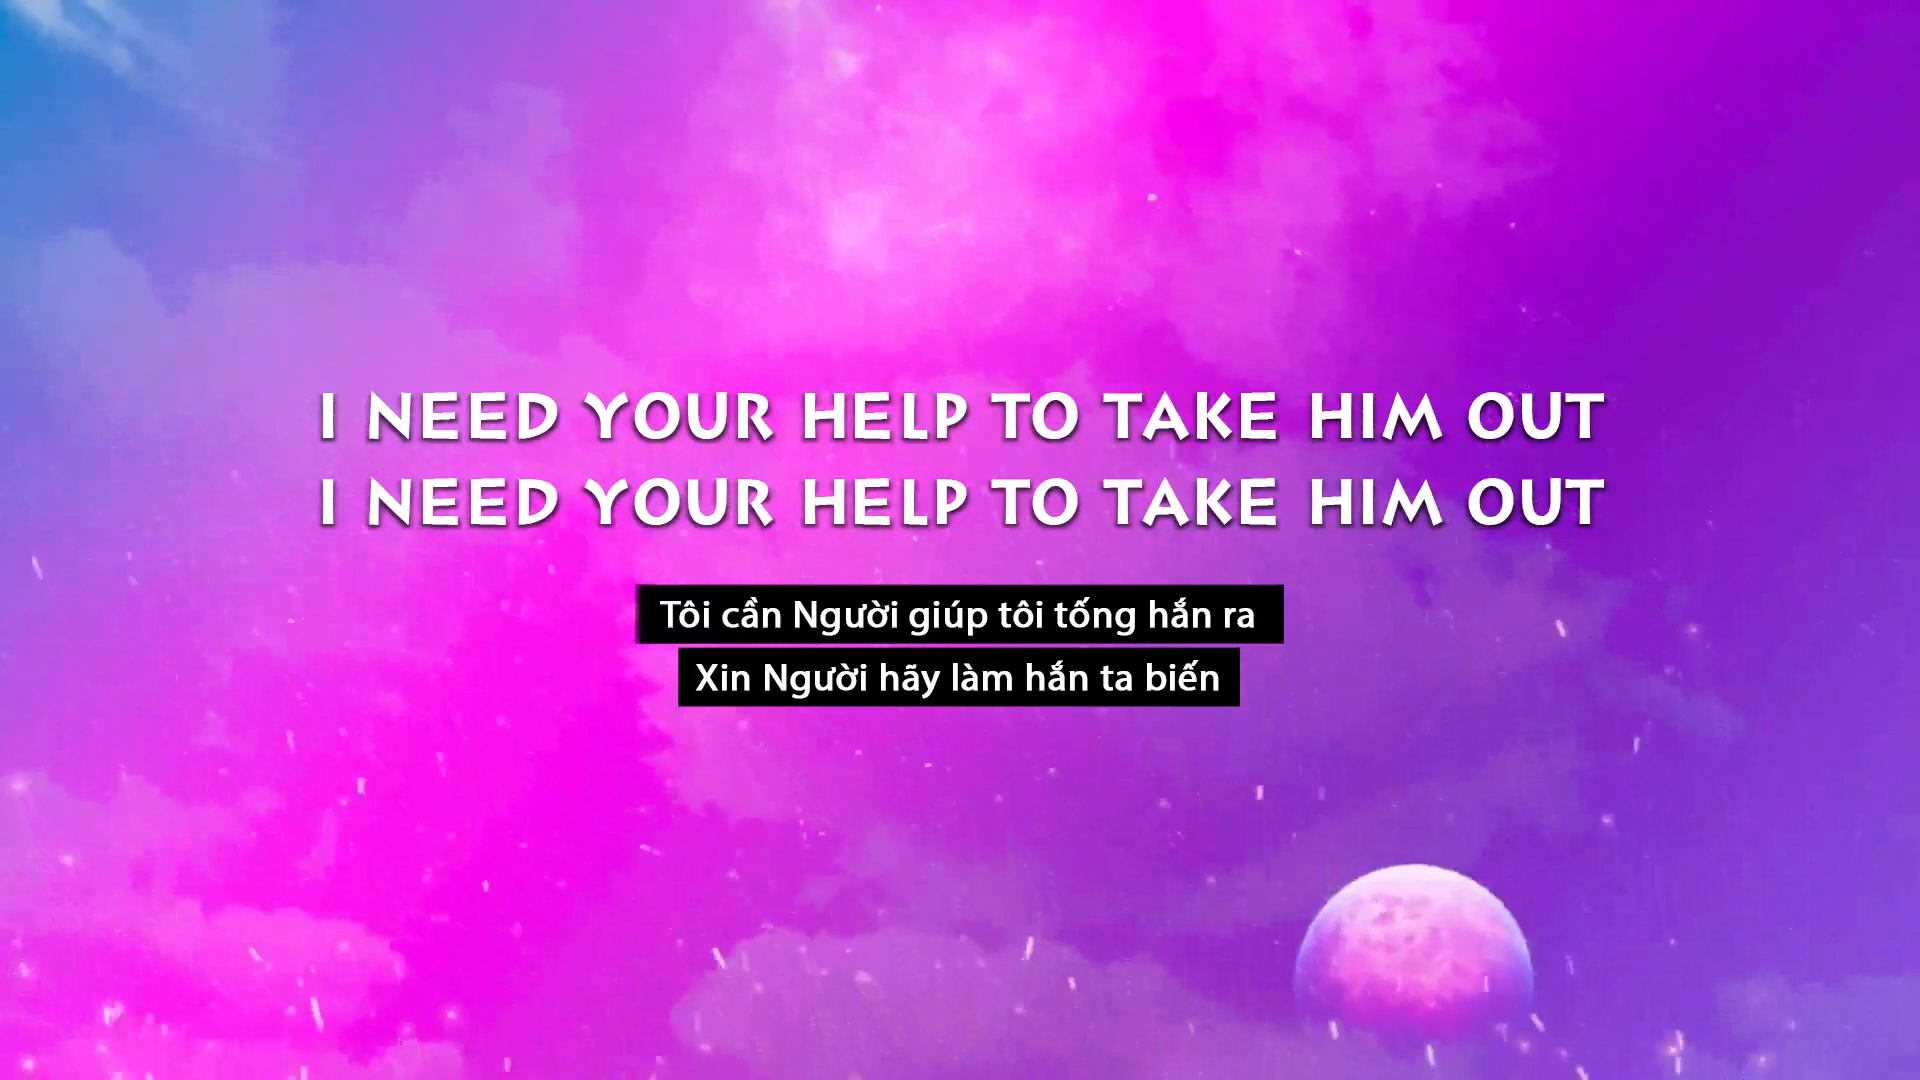 I NEED YOUR HELP TO TAKE HIM OUT
I NEED YOUR HELP TO TAKE HIM OUT
Tôi cần Người giúp tôi tống hắn ra
Xin Người hãy làm hắn ta biến